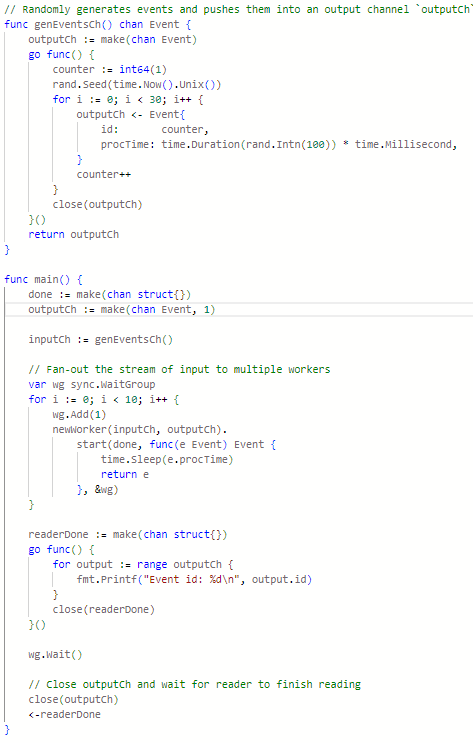 // Randomly generates events and pushes them into an output channel `outputCh`
func genEventsCh() chan Event {
    outputCh := make(chan Event)
    go func() {
        counter := int64(1)
        rand.Seed(time.Now().Unix())
        for i := 0; i < 30; i++ {
            outputCh <- Event{
                id:       counter,
                procTime: time.Duration(rand.Intn(100)) * time.Millisecond,
            }
            counter++
        }
        close(outputCh)
    }()
    return outputCh
}

func main() {
    done := make(chan struct{})
    outputCh := make(chan Event, 1)

    inputCh := genEventsCh()

    // Fan-out the stream of input to multiple workers
    var wg sync.WaitGroup
    for i := 0; i < 10; i++ {
        wg.Add(1)
        newWorker(inputCh, outputCh).
            start(done, func(e Event) Event {
                time.Sleep(e.procTime)
                return e
            }, &wg)
    }

    readerDone := make(chan struct{})
    go func() {
        for output := range outputCh {
            fmt.Printf("Event id: %d\n", output.id)
        }
        close(readerDone)
    }()

    wg.Wait()

    // Close outputCh and wait for reader to finish reading
    close(outputCh)
    <-readerDone
}